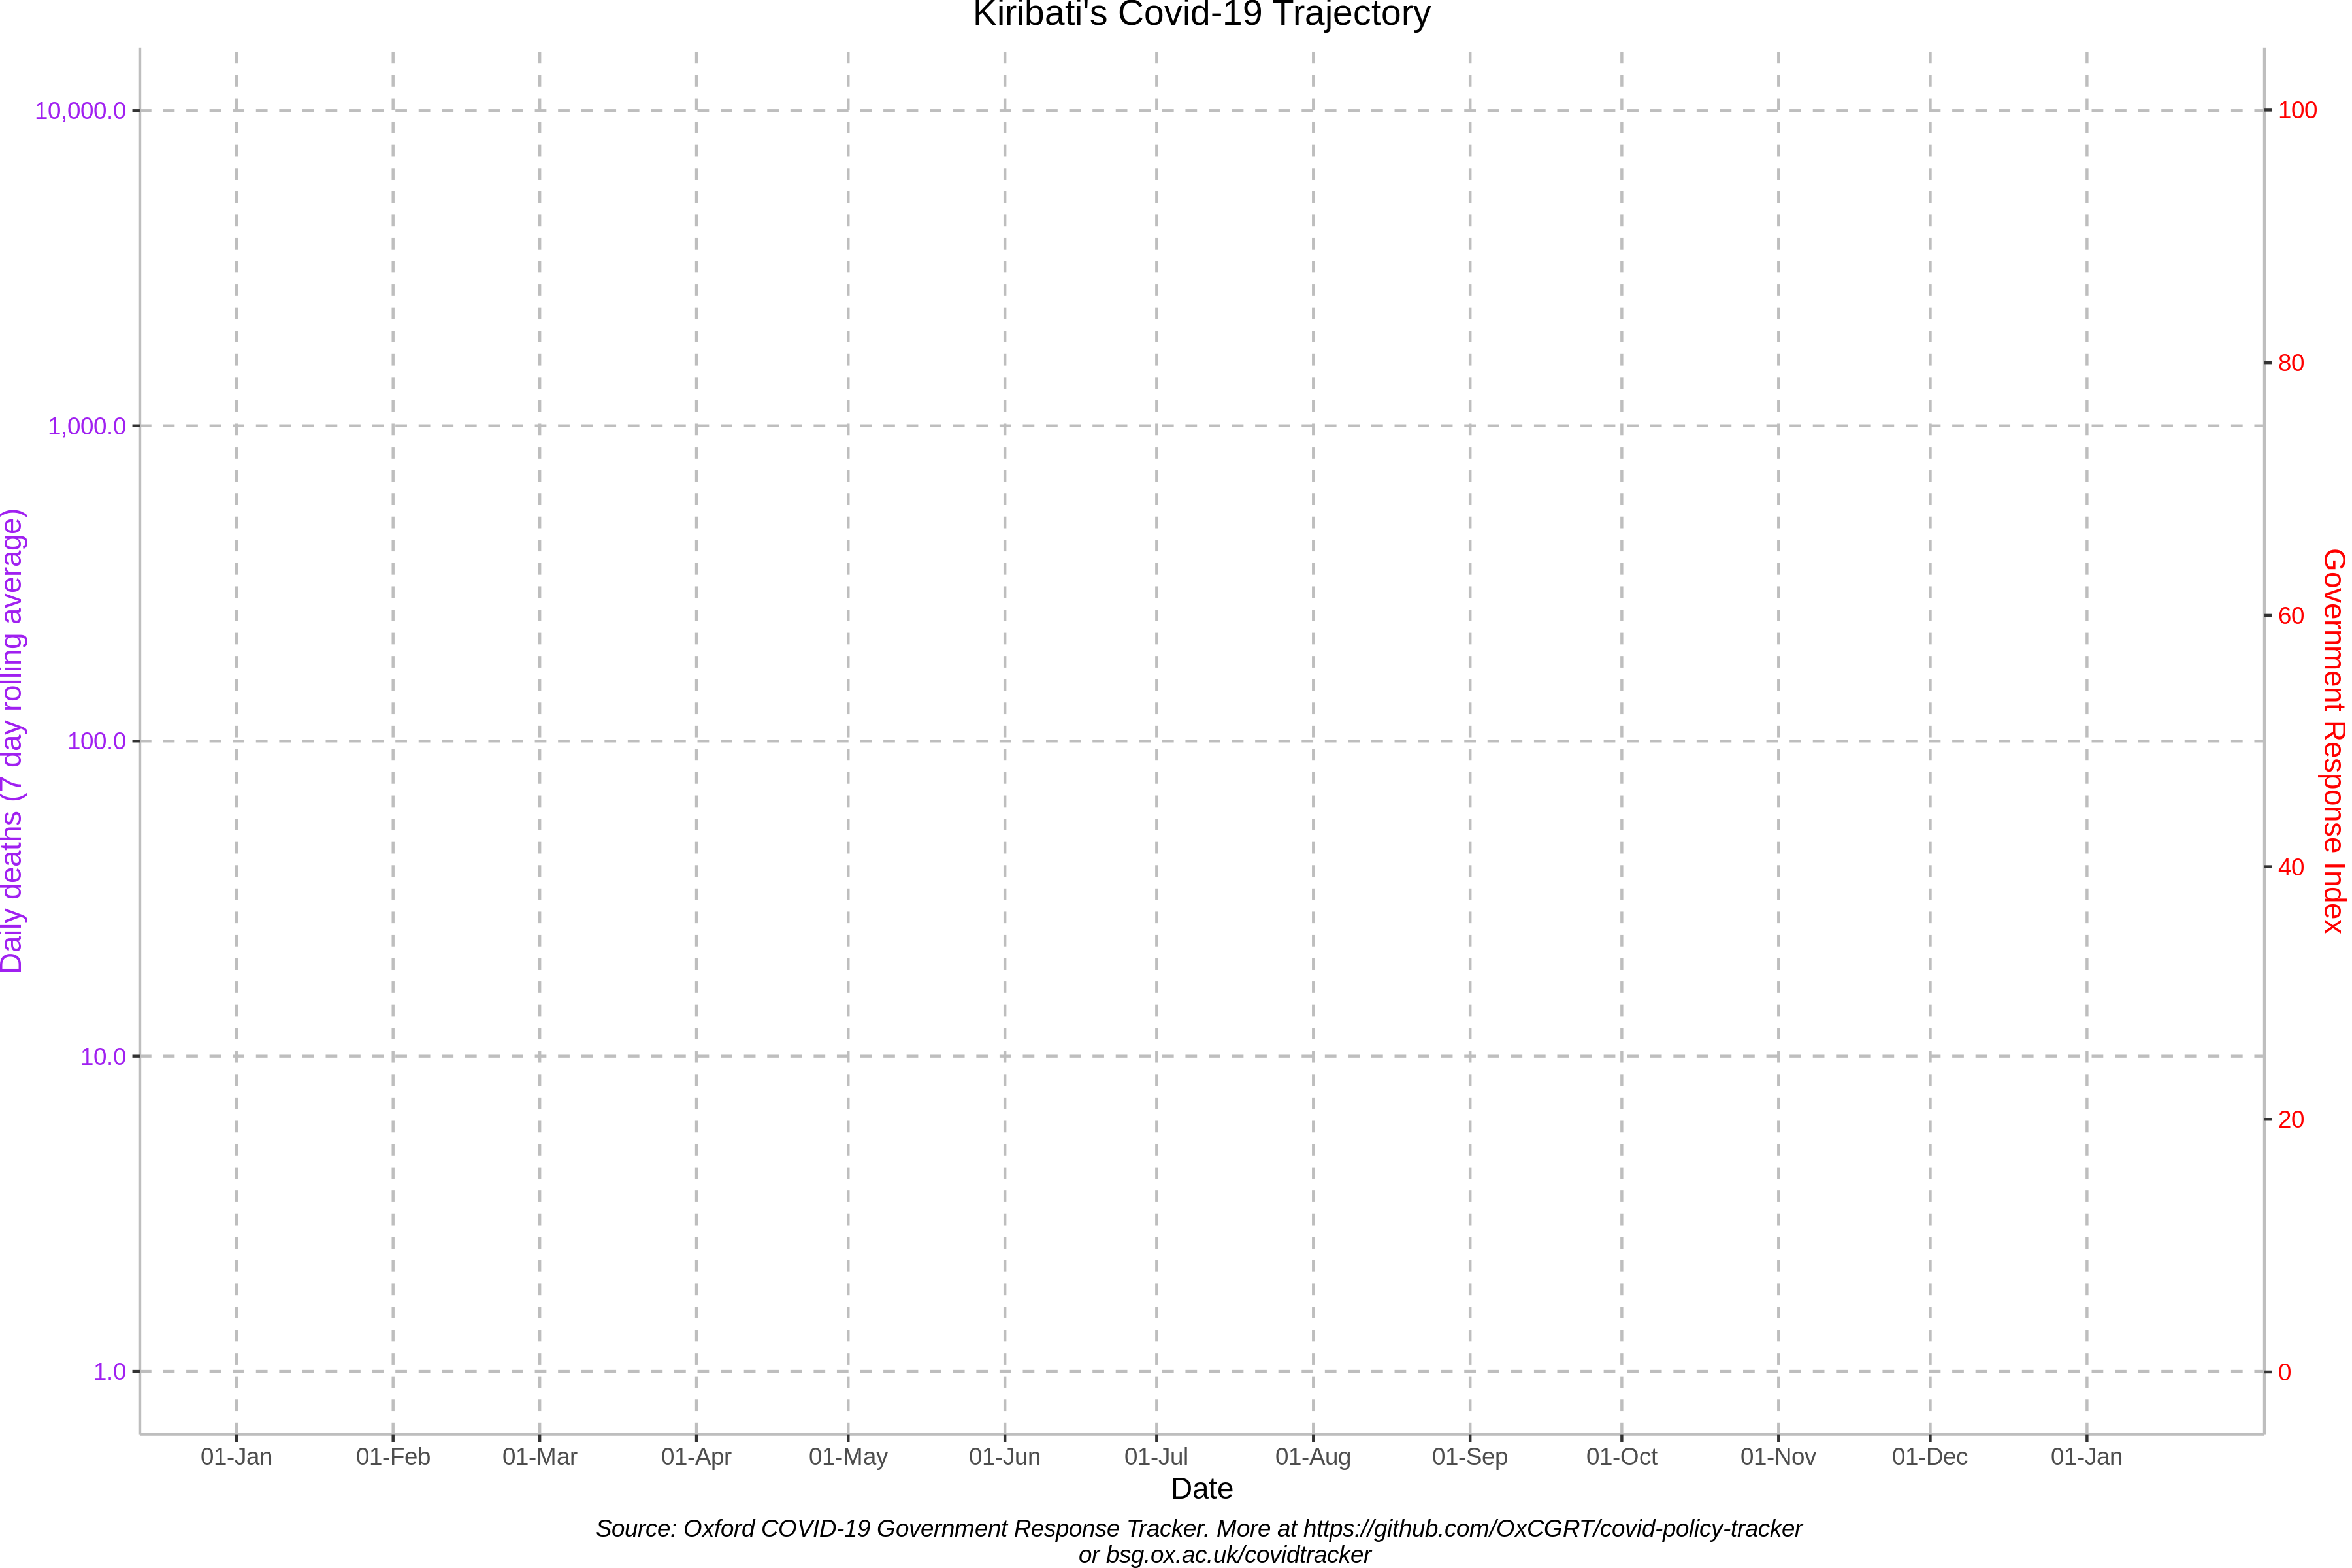 Kiribati's Covid-19 Trajectory
10,000.0
1,000.0
100.0
10.0
1.0
Daily deaths (7 day rolling average)
100
80
60
40
20
0
Government Response Index
01-Jan
01-Feb
01-Mar
01-Apr
01-May
01-Jun
01-Jul
01-Aug
01-Sep
01-Oct
01-Nov
01-Dec
01-Jan
Date
Source: Oxford COVID-19 Government Response Tracker. More at https://github.com/OxCGRT/covid-policy-tracker
or bsg.ox.ac.uk/covidtracker